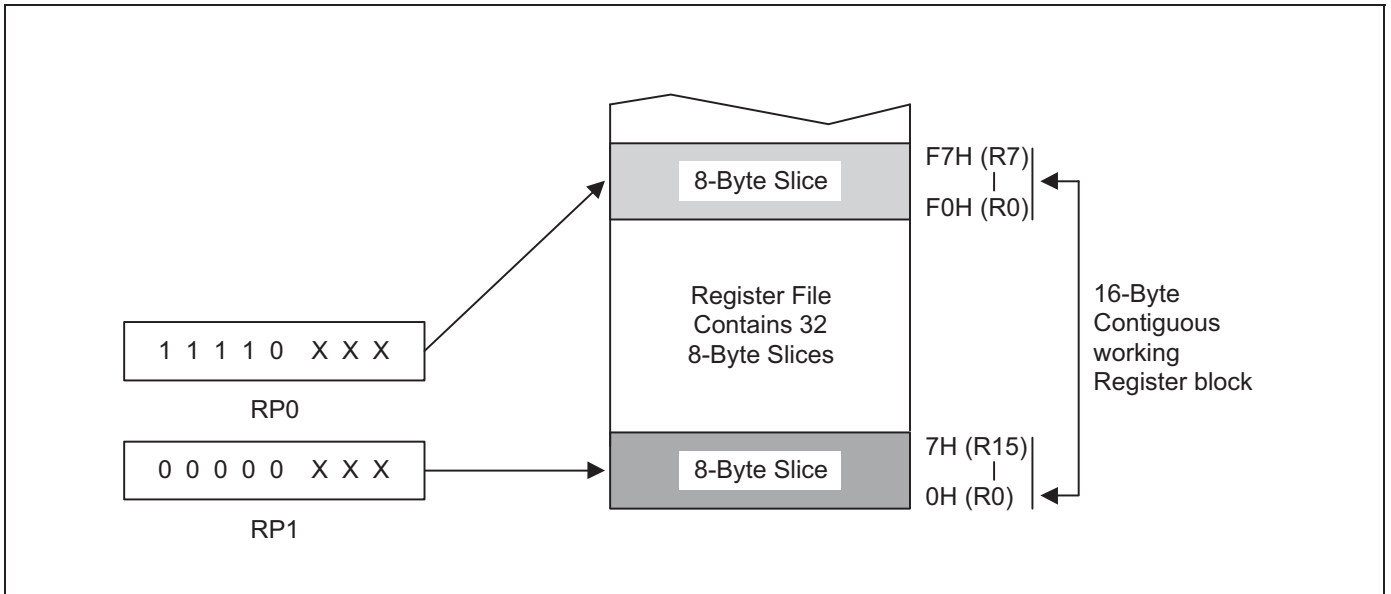 8-Byte Slice
F7H (R7)
F0H (R0)
Register File
Contains 32
8-Byte Slices
16-Byte
Contiguous
working
Register block
1 1 1 1 0 X X X
RP0
0 0 0 0 0 X X X
RP1
8-Byte Slice
7H (R15)
0H (R0)